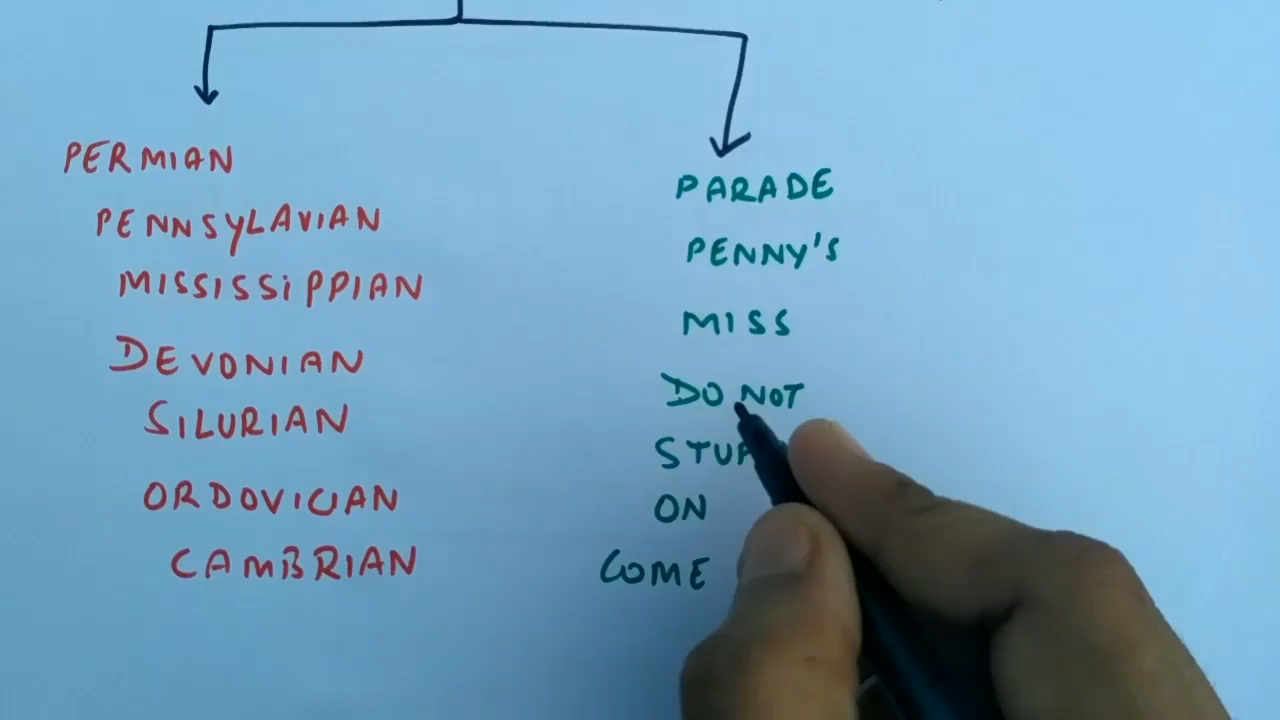 PERMIAN
PENNSYLAVIAN
MISSISSIPPIAN
DEVONIAN
SILURIAN
ORDOVICIAN
CAMBRIAN
PARADE
PENNY'S
MISS
DO NOT
ON
COME